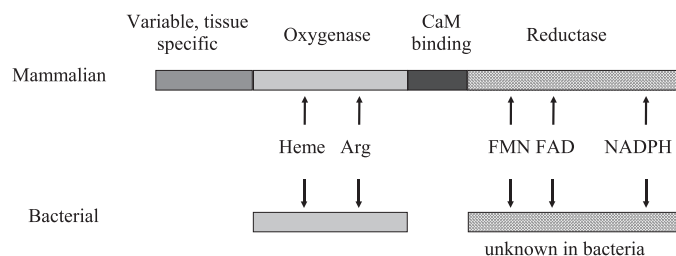 Variable, tissue
specific
Oxygenase
CaM
binding
Reductase
Mammalian
Heme Arg FMN FAD NADPH
Bacterial
unknown in bacteria